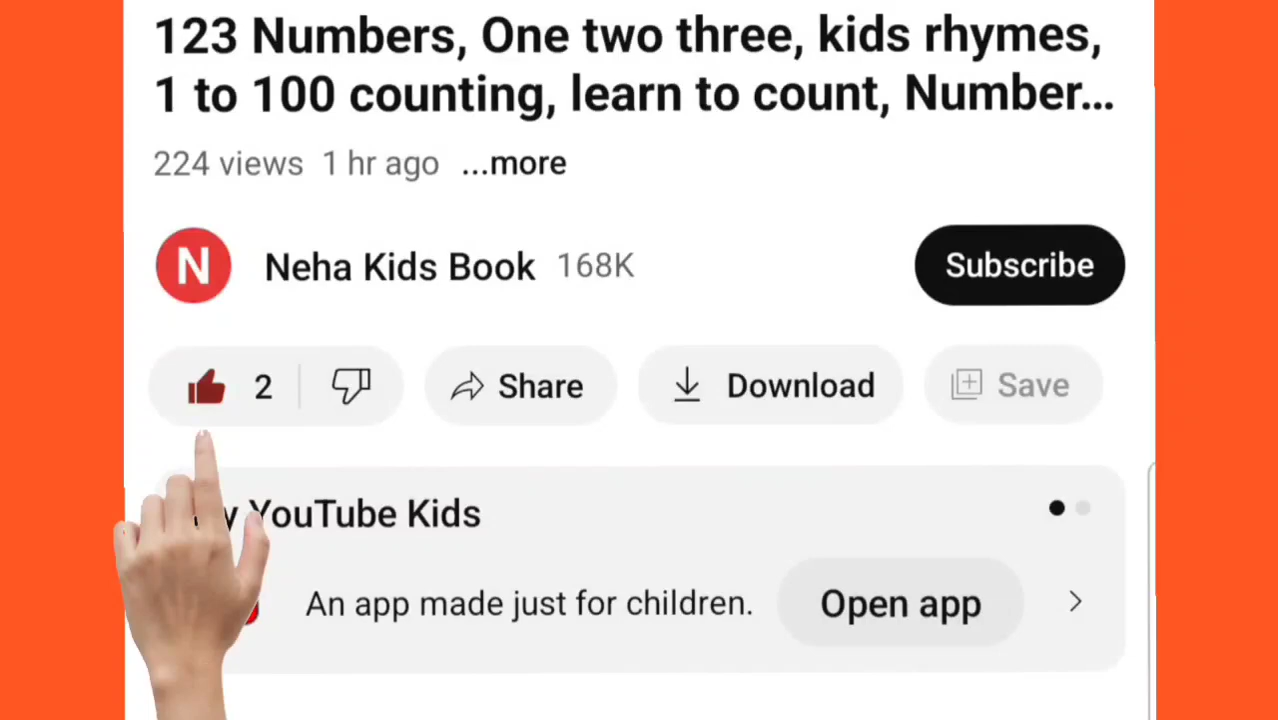 123 Numbers, One two three, kids rhymes,
1 to 100 counting, learn to count, Number...
224 views 1 hr ago ...more
N Neha Kids Book 168K Subscribe
2 Share Download Save
YouTube Kids
An app made just for children. Open app